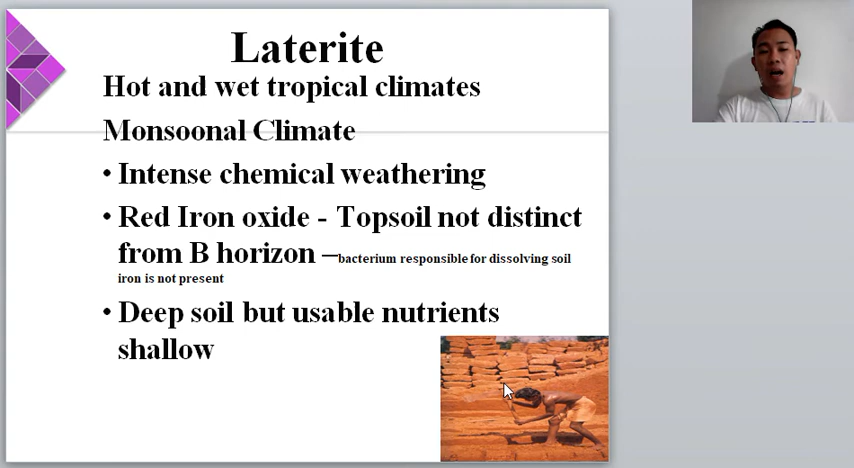 Laterite
Hot and wet tropical climates
Monsoonal Climate
• Intense chemical weathering
• Red Iron oxide - Topsoil not distinct
from B horizon –bacterium responsible for dissolving soil
iron is not present
• Deep soil but usable nutrients
shallow